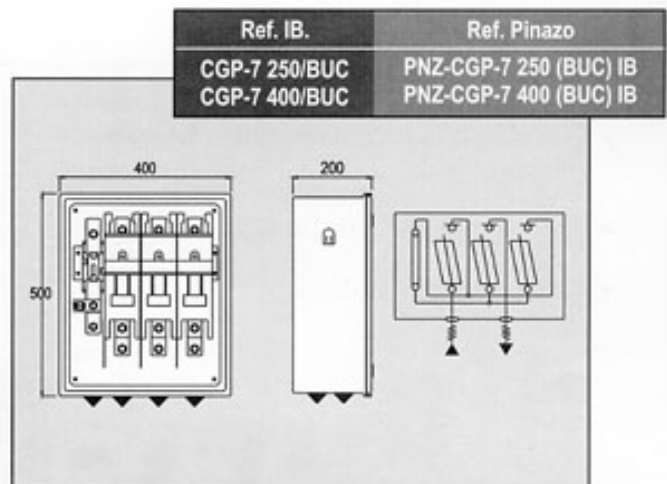 Ref. IB. Ref. Pinazo
CGP-7 250/BUC PNZ-CGP-7 250 (BUC) IB
CGP-7 400/BUC PNZ-CGP-7 400 (BUC) IB
400 200
500